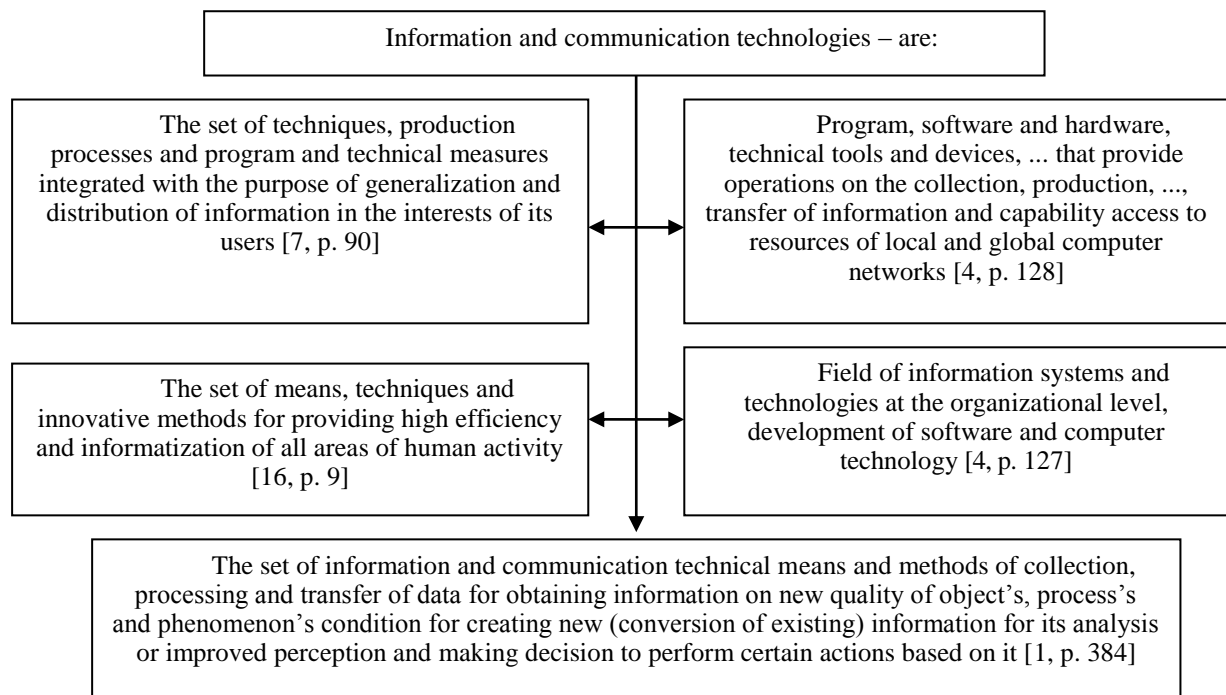 Information and communication technologies – are:
The set of techniques, production
processes and program and technical measures
integrated with the purpose of generalization and
distribution of information in the interests of its
users [7, p. 90]
Program, software and hardware,
technical tools and devices, ... that provide
operations on the collection, production, ...,
transfer of information and capability access to
resources of local and global computer
networks [4, p. 128]
The set of means, techniques and
innovative methods for providing high efficiency
and informatization of all areas of human activity
[16, p. 9]
Field of information systems and
technologies at the organizational level,
development of software and computer
technology [4, p. 127]
The set of information and communication technical means and methods of collection,
processing and transfer of data for obtaining information on new quality of object’s, process’s
and phenomenon’s condition for creating new (conversion of existing) information for its analysis
or improved perception and making decision to perform certain actions based on it [1, p. 384]